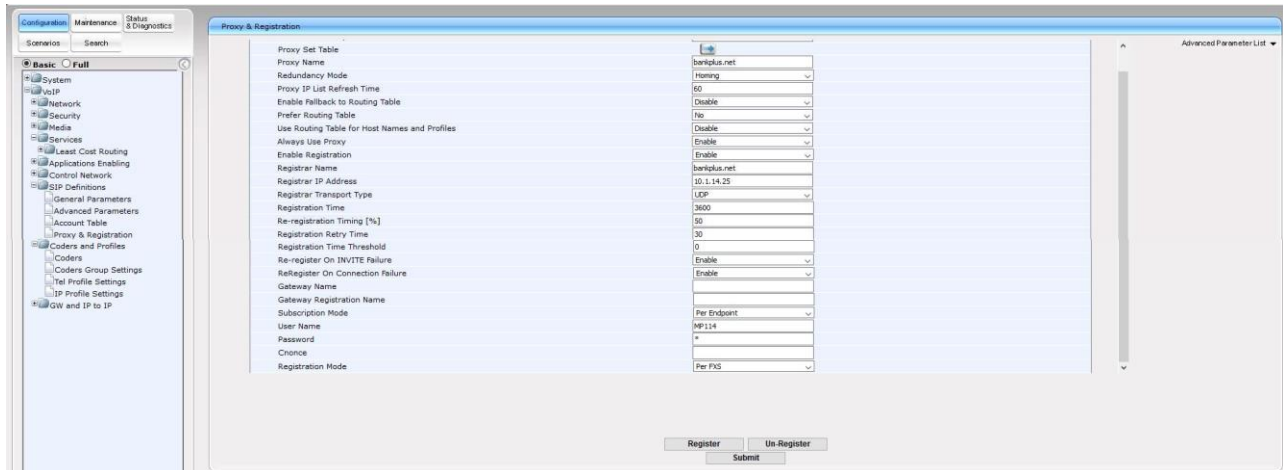 Configuration
Maintenance
Status
& Diagnostics
Scenarios
Search
Basic Full
System
VoIP
Network
Security
Media
Services
Least Cost Routing
Applications Enabling
Control Network
SIP Definitions
General Parameters
Advanced Parameters
Account Table
Proxy & Registration
Coders and Profiles
Coders
Coders Group Settings
Tel Profile Settings
IP Profile Settings
GW and IP to IP
Proxy & Registration
Advanced Parameter List
Proxy Set Table
Proxy Name bankplus.net
Redundancy Mode Homing
Proxy IP List Refresh Time 60
Enable Fallback to Routing Table Disable
Prefer Routing Table No
Use Routing Table for Host Names and Profiles Disable
Always Use Proxy Enable
Enable Registration Enable
Registrar Name bankplus.net
Registrar IP Address 10.1.14.25
Registrar Transport Type UDP
Registration Time 3600
Re-registration Timing [%] 50
Registration Retry Time 30
Registration Time Threshold 0
Re-register On INVITE Failure Enable
ReRegister On Connection Failure Enable
Gateway Name
Gateway Registration Name
Subscription Mode Per Endpoint
User Name MP114
Password *
Cnonce
Registration Mode Per FXS
Register Un-Register
Submit